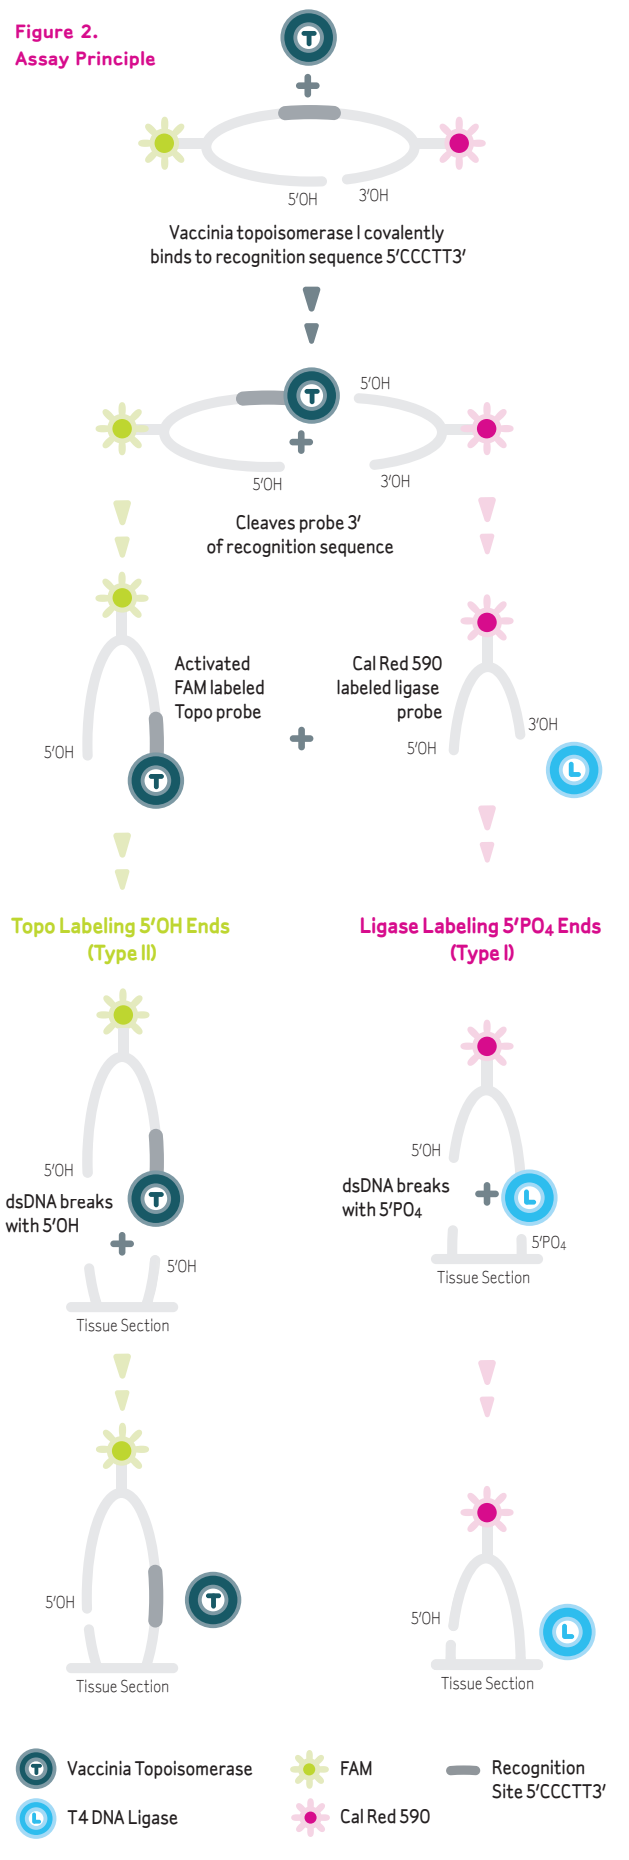 Figure 2.
Assay Principle
T
5'OH
3'OH
Vaccinia topoisomerase I covalently
binds to recognition sequence 5'CCCTT3'
T
5'OH
5'OH
3'OH
Cleaves probe 3'
of recognition sequence
Activated
FAM labeled
Topo probe
5'OH
T
Cal Red 590
labeled ligase
probe
3'OH
5'OH
L
Topo Labeling 5'OH Ends
(Type II)
Ligase Labeling 5'PO4 Ends
(Type I)
5'OH
dsDNA breaks
with 5'OH
T
5'OH
Tissue Section
5'OH
dsDNA breaks
with 5'PO4
L
5'PO4
Tissue Section
5'OH
T
Tissue Section
5'OH
L
Tissue Section
T Vaccinia Topoisomerase
FAM
Recognition
Site 5'CCCTT3'
L T4 DNA Ligase
Cal Red 590